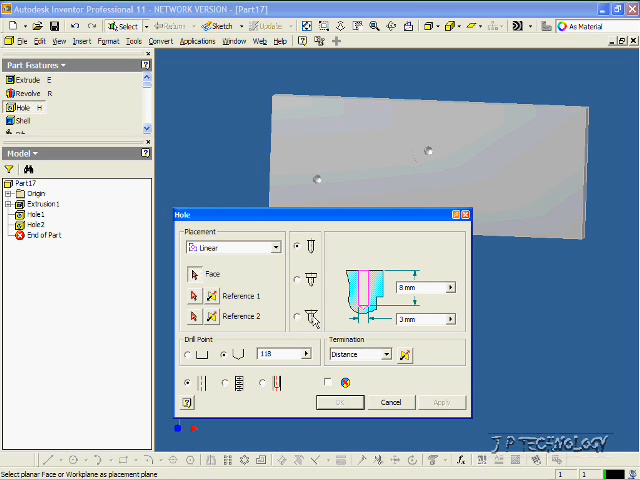 Autodesk Inventor Professional 11 - NETWORK VERSION - [Part17]
Select
Return
Sketch
Update
As Material
File Edit View Insert Format Tools Convert Applications Window Web Help
Part Features
Extrude E
Revolve R
Hole H
Shell
Model
Part17
Origin
Extrusion1
Hole1
Hole2
End of Part
Hole
Placement
Linear
Face
Reference 1
Reference 2
8 mm
3 mm
Drill Point
118
Termination
Distance
OK
Cancel
Apply
J.P TECHNOLOGY
Select planar Face or Workplane as placement plane
1 1